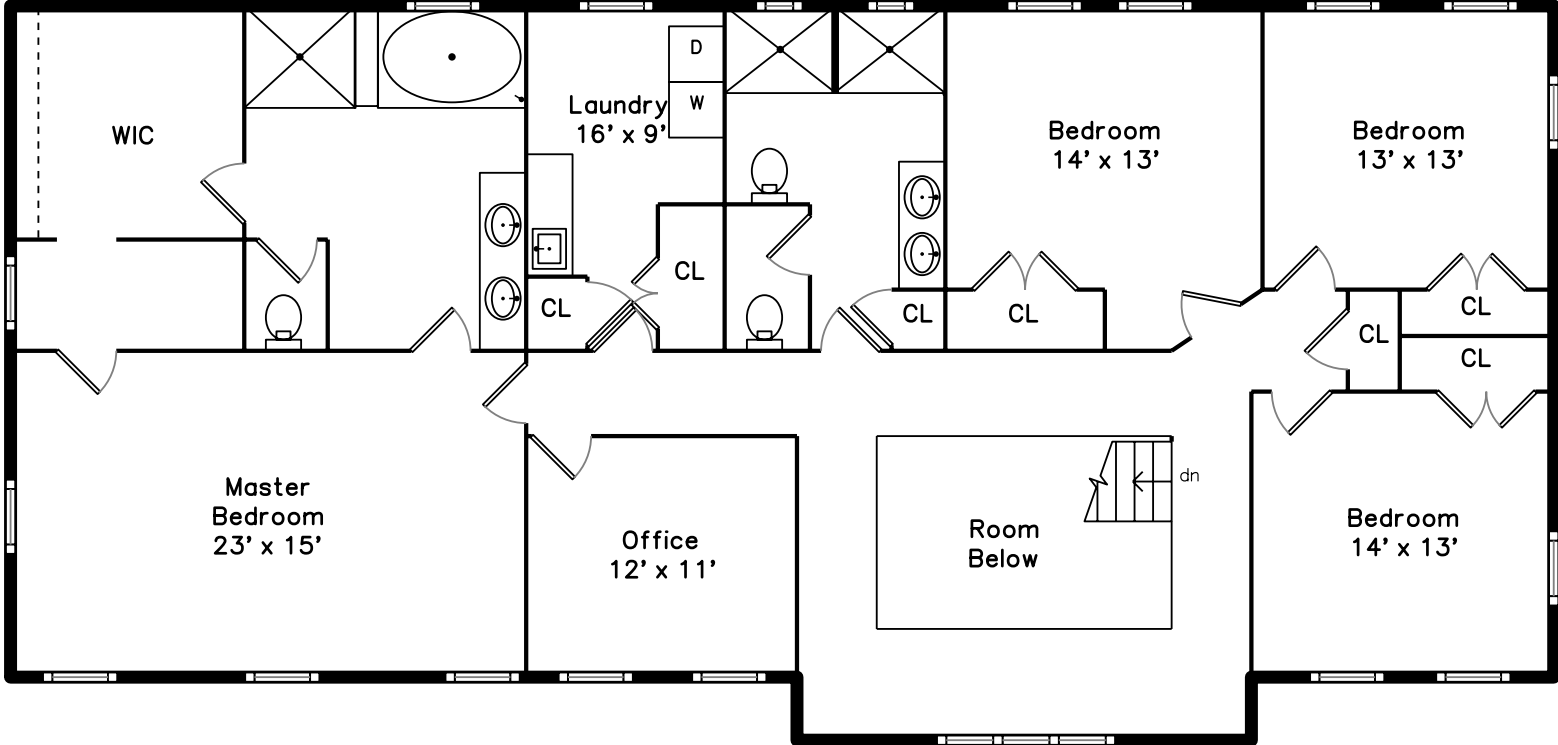 D
Laundry
16' x 9'
W
WIC
Bedroom
14' x 13'
Bedroom
13' x 13'
CL
CL
CL
CL
CL
CL
CL
Master
Bedroom
23' x 15'
Office
12' x 11'
Room
Below
dn
Bedroom
14' x 13'